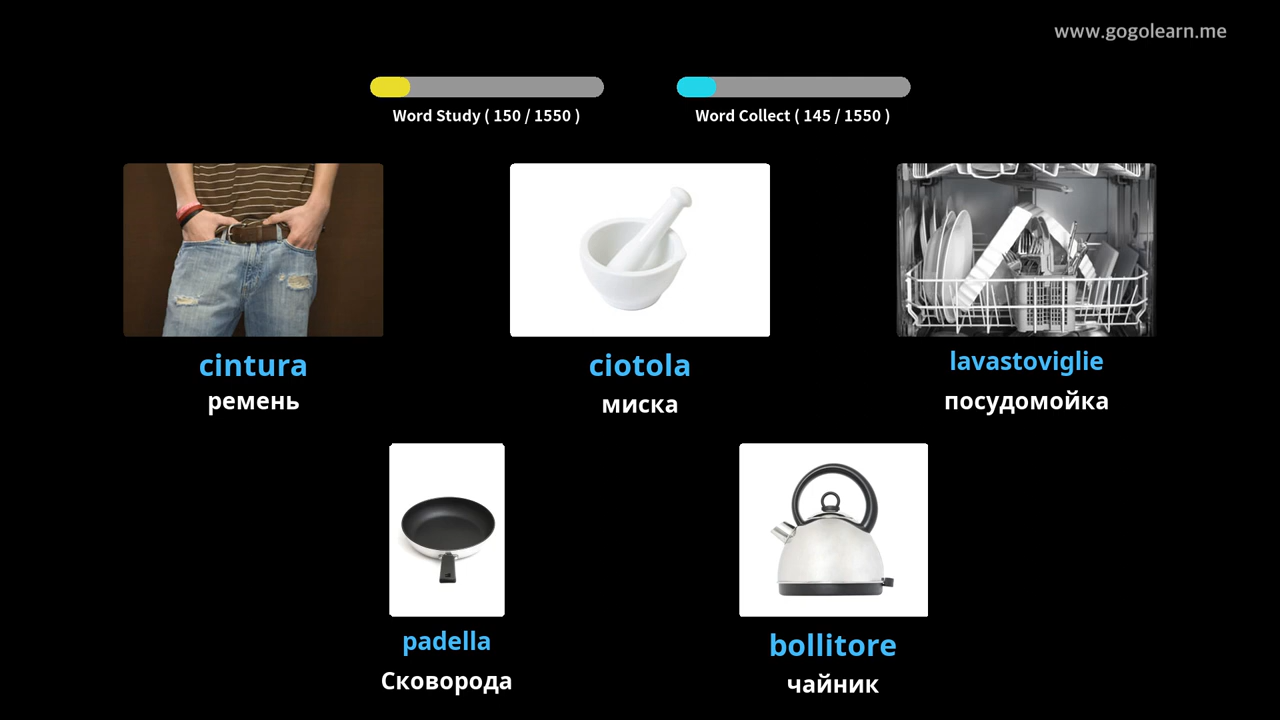 www.gogolearn.me
Word Study ( 150 / 1550 )
Word Collect ( 145 / 1550 )
cintura
ремень
ciotola
миска
lavastoviglie
посудомойка
padella
Сковорода
bollitore
чайник